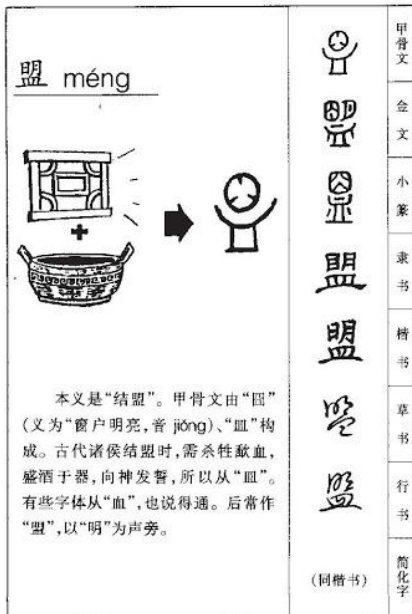 盟 méng
本义是“结盟”。甲骨文由“囧”
(义为“窗户明亮,音 jiǒng)、“皿”构
成。古代诸侯结盟时,需杀牲歃血,
盛酒于器,向神发誓,所以从“皿”。
有些字体从“血”,也说得通。后常作
“盟”,以“明”为声旁。
甲骨文
金文
小篆
盟
隶书
盟
楷书
盟
草书
盟
行书
(同楷书)
简化字